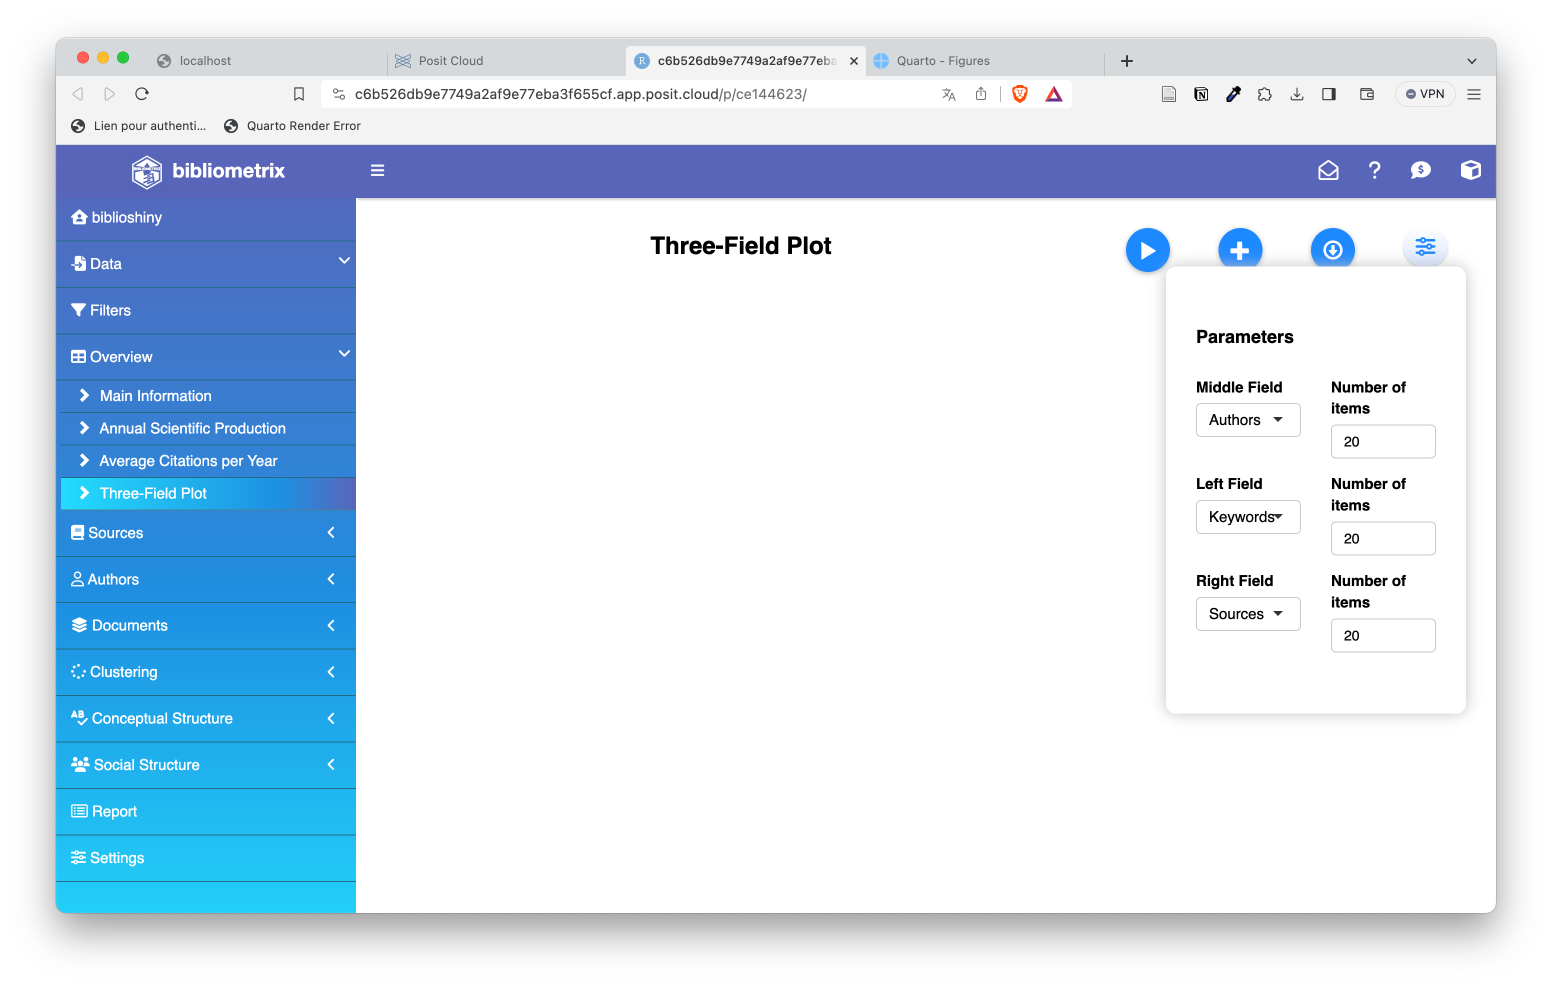 localhost
Posit Cloud
c6b526db9e7749a2af9e77eba
Quarto - Figures
c6b526db9e7749a2af9e77eba3f655cf.app.posit.cloud/p/ce144623/
VPN
Lien pour authenti...
Quarto Render Error
bibliometrix
biblioshiny
Data
Filters
Overview
Main Information
Annual Scientific Production
Average Citations per Year
Three-Field Plot
Sources
Authors
Documents
Clustering
Conceptual Structure
Social Structure
Report
Settings
Three-Field Plot
Parameters
Middle Field
Number of
items
Authors
20
Left Field
Number of
items
Keywords
20
Right Field
Number of
items
Sources
20